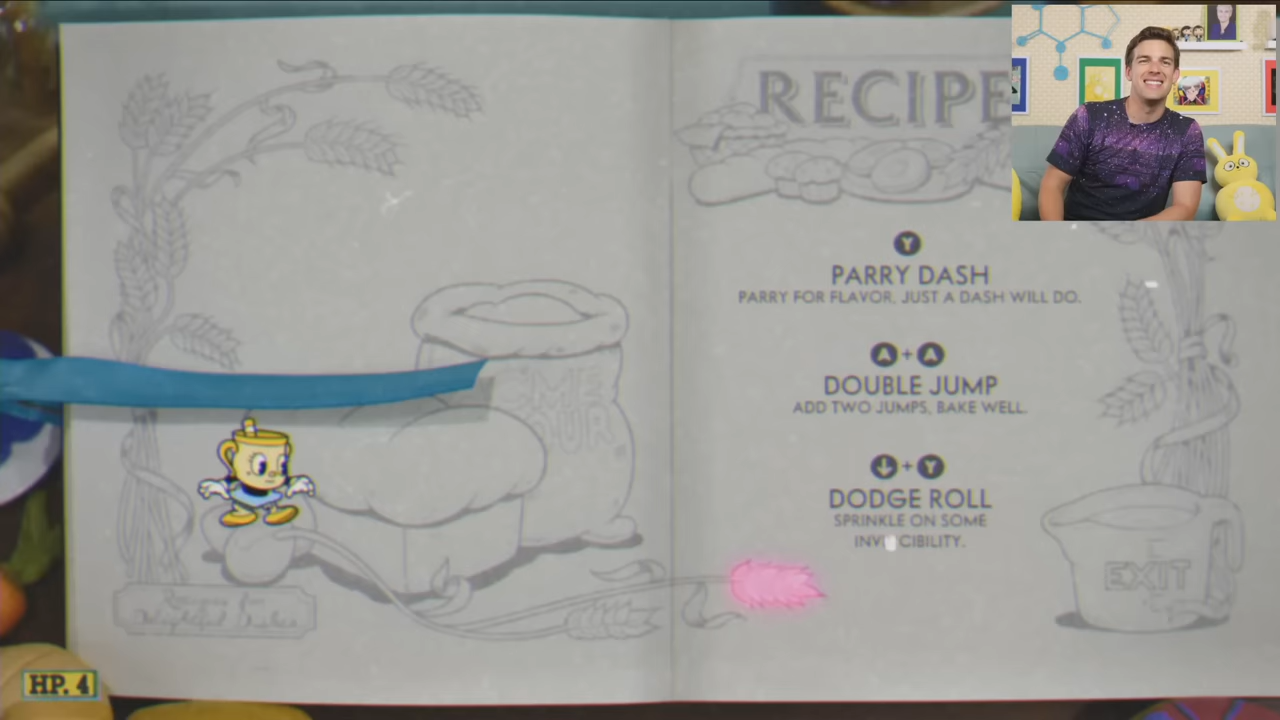 RECIPE
Y
PARRY DASH
PARRY FOR FLAVOR, JUST A DASH WILL DO.
A + A
DOUBLE JUMP
ADD TWO JUMPS, BAKE WELL.
+ Y
DODGE ROLL
SPRINKLE ON SOME
EXIT
HP. 4